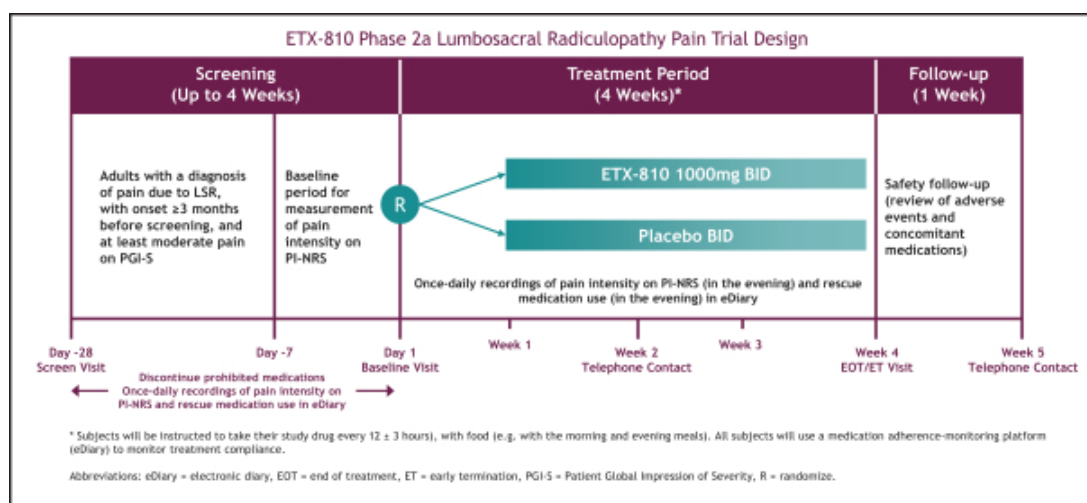 ETX-810 Phase 2a Lumbosacral Radiculopathy Pain Trial Design
Screening
(Up to 4 Weeks)
Treatment Period
(4 Weeks)*
Follow-up
(1 Week)
Adults with a diagnosis
of pain due to LSR,
with onset ≥3 months
before screening, and
at least moderate pain
on PGI-S
Baseline
period for
measurement
of pain
intensity on
PI-NRS
R
ETX-810 1000mg BID
Placebo BID
Safety follow-up
(review of adverse
events and
concomitant
medications)
Once-daily recordings of pain intensity on PI-NRS (in the evening) and rescue
medication use (in the evening) in eDiary
Day -28
Screen Visit
Day -7
Day 1
Baseline Visit
Week 1
Week 2
Telephone Contact
Week 3
Week 4
EOT/ET Visit
Week 5
Telephone Contact
Discontinue prohibited medications
Once-daily recordings of pain intensity on
PI-NRS and rescue medication use in eDiary
* Subjects will be instructed to take their study drug every 12 ± 3 hours), with food (e.g. with the morning and evening meals). All subjects will use a medication adherence-monitoring platform
(eDiary) to monitor treatment compliance.
Abbreviations: eDiary = electronic diary, EOT = end of treatment, ET = early termination, PGI-S = Patient Global Impression of Severity, R = randomize.